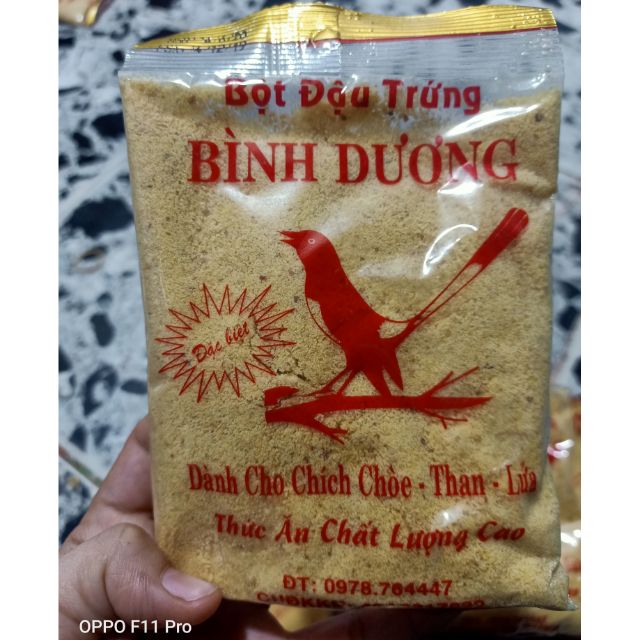 Bột Đậu Trứng
BÌNH DƯƠNG
Đặc biệt
Dành Cho Chích Chòe - Than - Lửa
Thức Ăn Chất Lượng Cao
ĐT: 0978.764447
OPPO F11 Pro